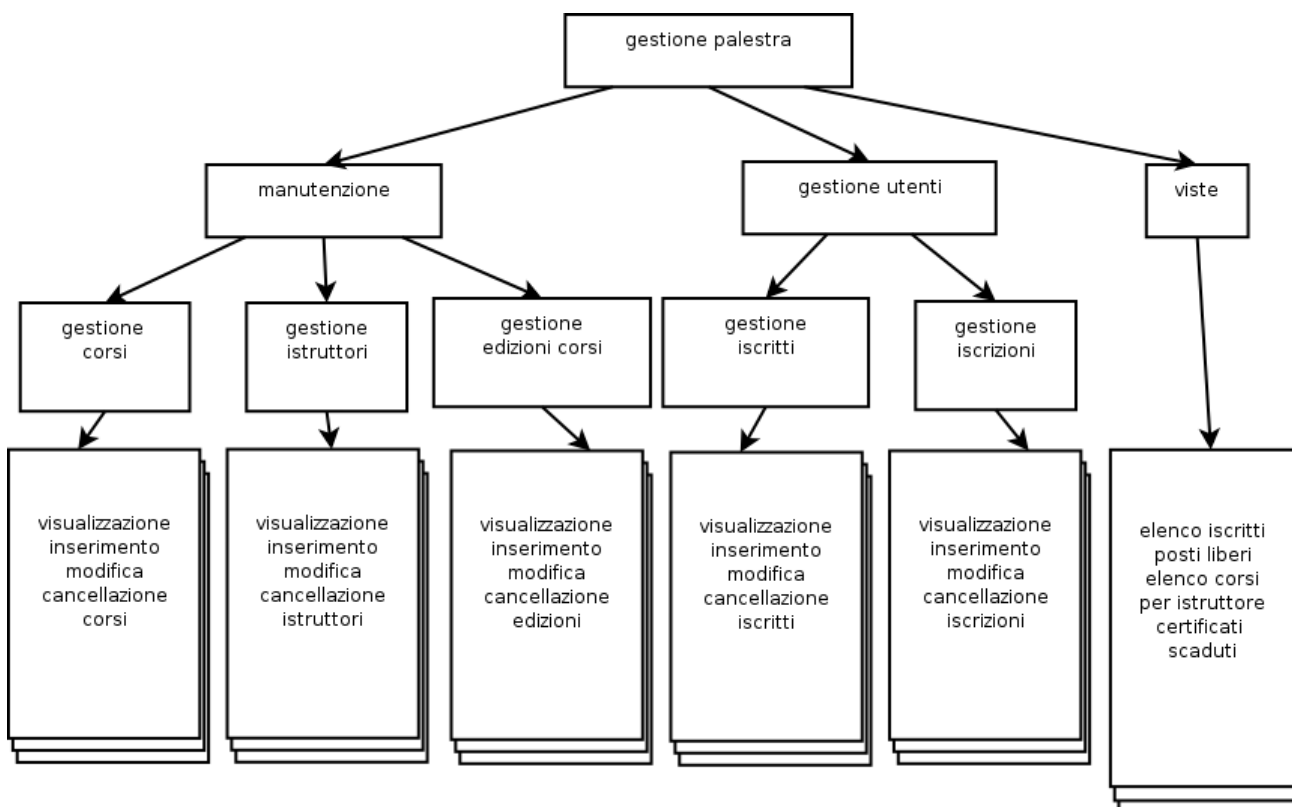 gestione palestra
manutenzione
gestione utenti
viste
gestione
corsi
gestione
istruttori
gestione
edizioni corsi
gestione
iscritti
gestione
iscrizioni
visualizzazione
inserimento
modifica
cancellazione
corsi
visualizzazione
inserimento
modifica
cancellazione
istruttori
visualizzazione
inserimento
modifica
cancellazione
edizioni
visualizzazione
inserimento
modifica
cancellazione
iscritti
visualizzazione
inserimento
modifica
cancellazione
iscrizioni
elenco iscritti
posti liberi
elenco corsi
per istruttore
certificati
scaduti